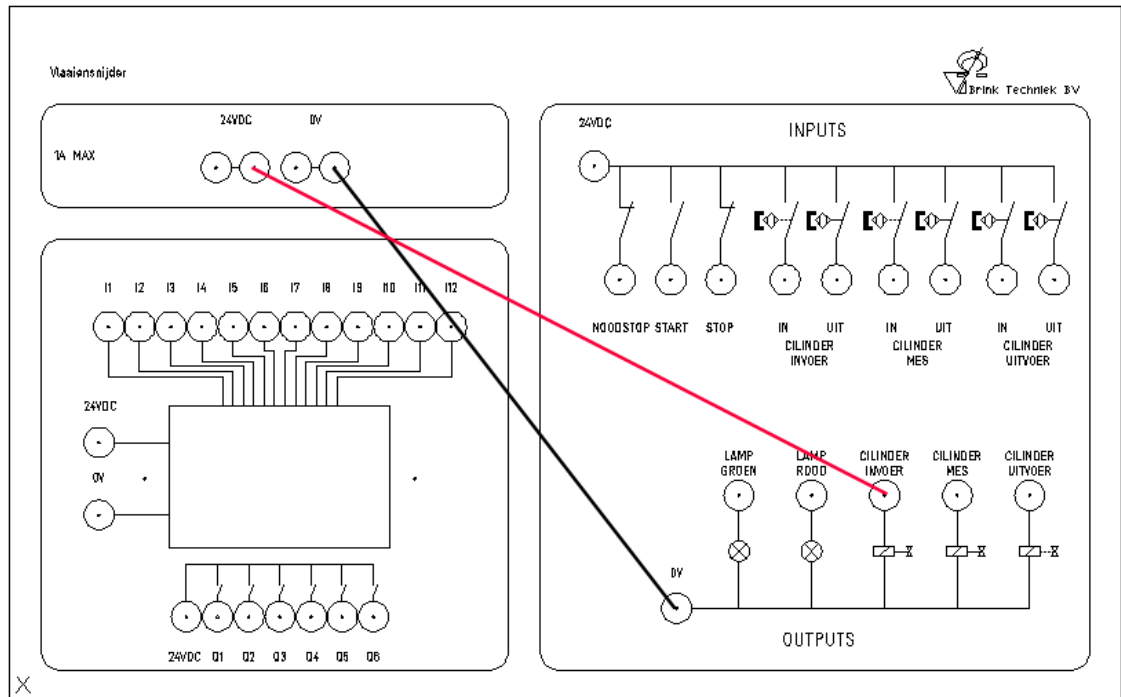 Vlaaiensnijder
Brink Techniek BV
24VDC 0V
1A MAX
24VDC
INPUTS
NOODSTOP START STOP IN UIT IN UIT IN UIT
CILINDER INVOER
CILINDER MES
CILINDER UITVOER
I1 I2 I3 I4 I5 I6 I7 I8 I9 I10 I11 I12
24VDC
0V
24VDC Q1 Q2 Q3 Q4 Q5 Q6
LAMP GROEN
LAMP ROOD
CILINDER INVOER
CILINDER MES
CILINDER UITVOER
0V
OUTPUTS
X